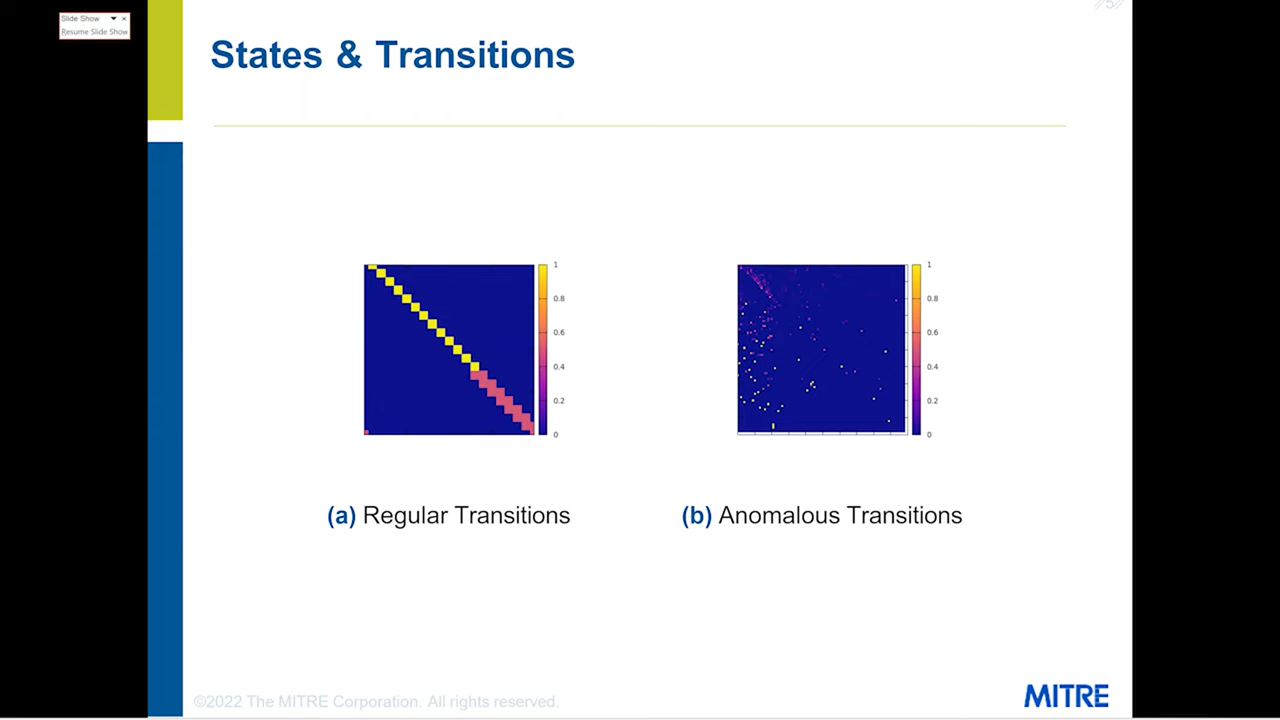 Slide Show
Resume Slide Show
5
States & Transitions
1
0.8
0.6
0.4
0.2
0
1
0.8
0.6
0.4
0.2
0
(a) Regular Transitions
(b) Anomalous Transitions
©2022 The MITRE Corporation. All rights reserved.
MITRE